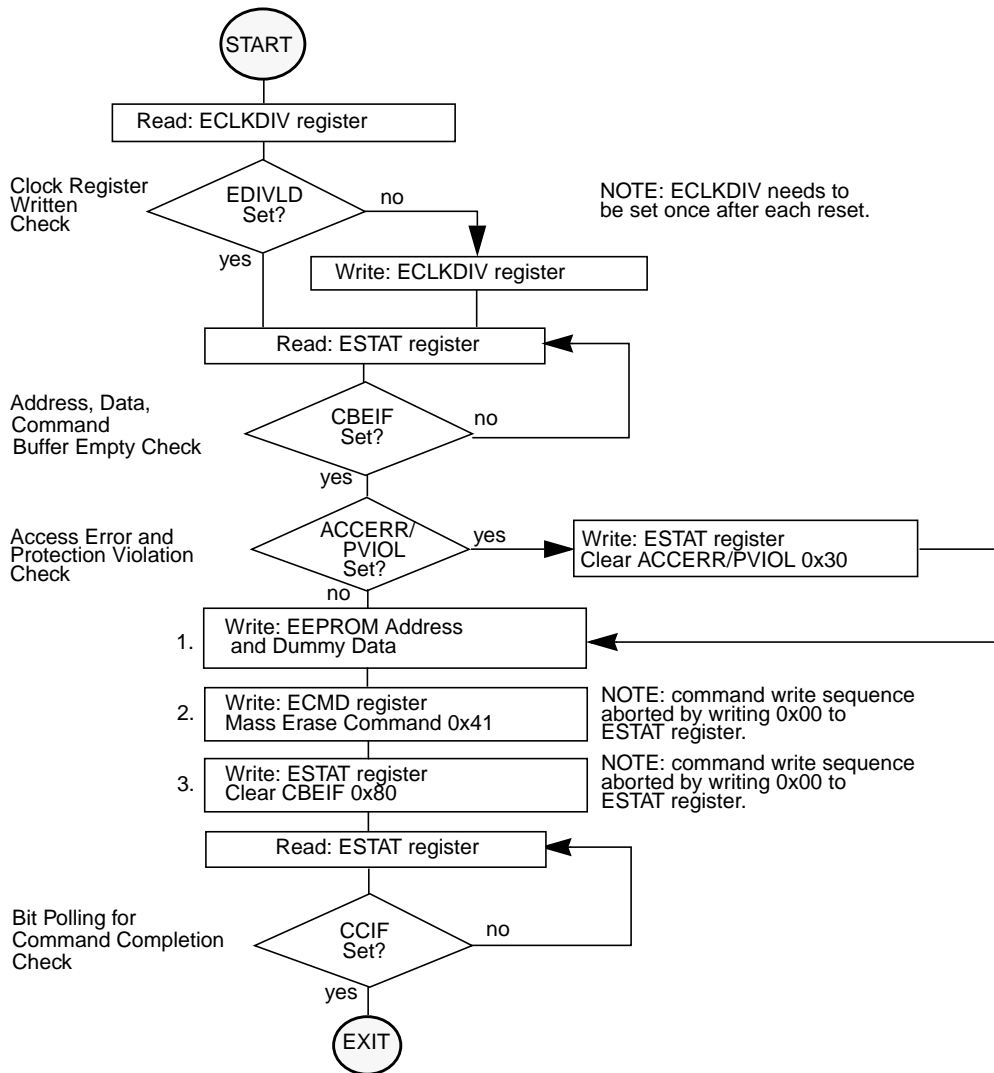 START
Read: ECLKDIV register
Clock Register
Written
Check
EDIVLD
Set?
no
yes
NOTE: ECLKDIV needs to
be set once after each reset.
Write: ECLKDIV register
Read: ESTAT register
Address, Data,
Command
Buffer Empty Check
CBEIF
Set?
no
yes
Access Error and
Protection Violation
Check
ACCERR/
PVIOL
Set?
yes
no
Write: ESTAT register
Clear ACCERR/PVIOL 0x30
1.
Write: EEPROM Address
and Dummy Data
2.
Write: ECMD register
Mass Erase Command 0x41
NOTE: command write sequence
aborted by writing 0x00 to
ESTAT register.
3.
Write: ESTAT register
Clear CBEIF 0x80
NOTE: command write sequence
aborted by writing 0x00 to
ESTAT register.
Read: ESTAT register
Bit Polling for
Command Completion
Check
CCIF
Set?
no
yes
EXIT